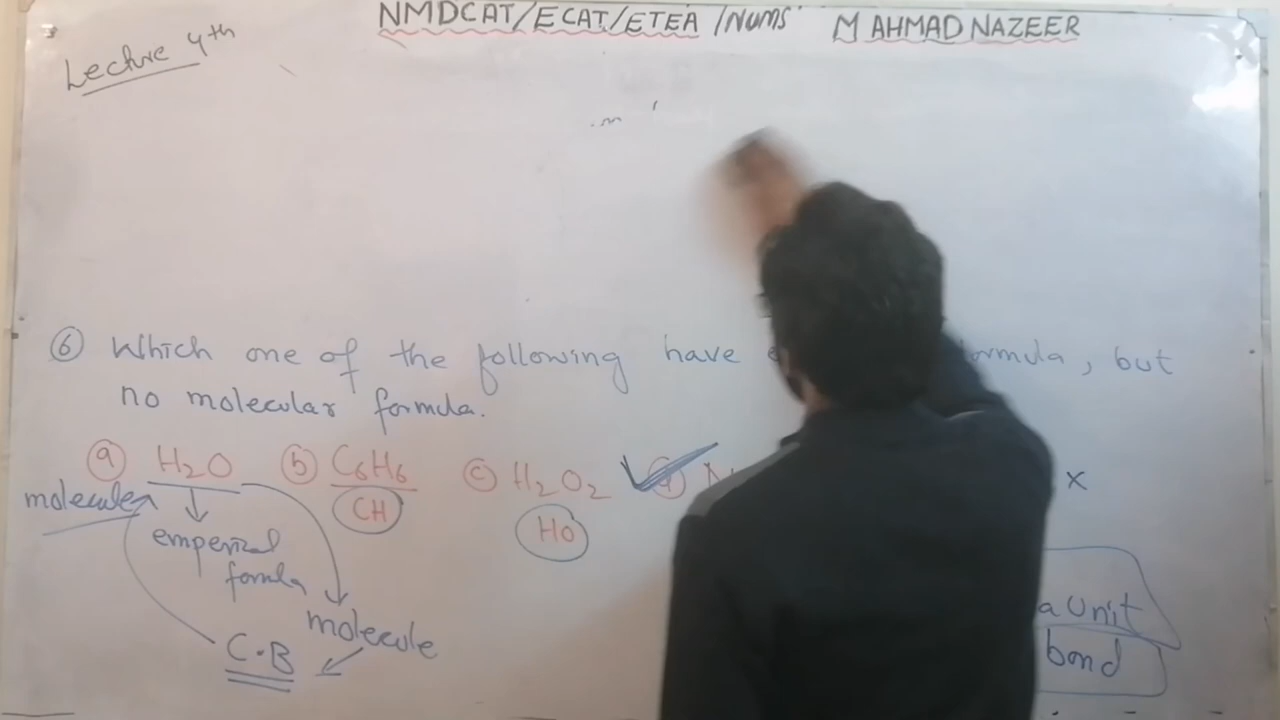 NMDCAT/ECAT/ETEA /NUMS M AHMAD NAZEER
Lecture 4th
6 Which one of the following have ormula, but
no molecular formula.
a H2O b C6H6 c H2O2 x
molecule CH HO
emperical
formula
molecule
C.B
a Unit
bond